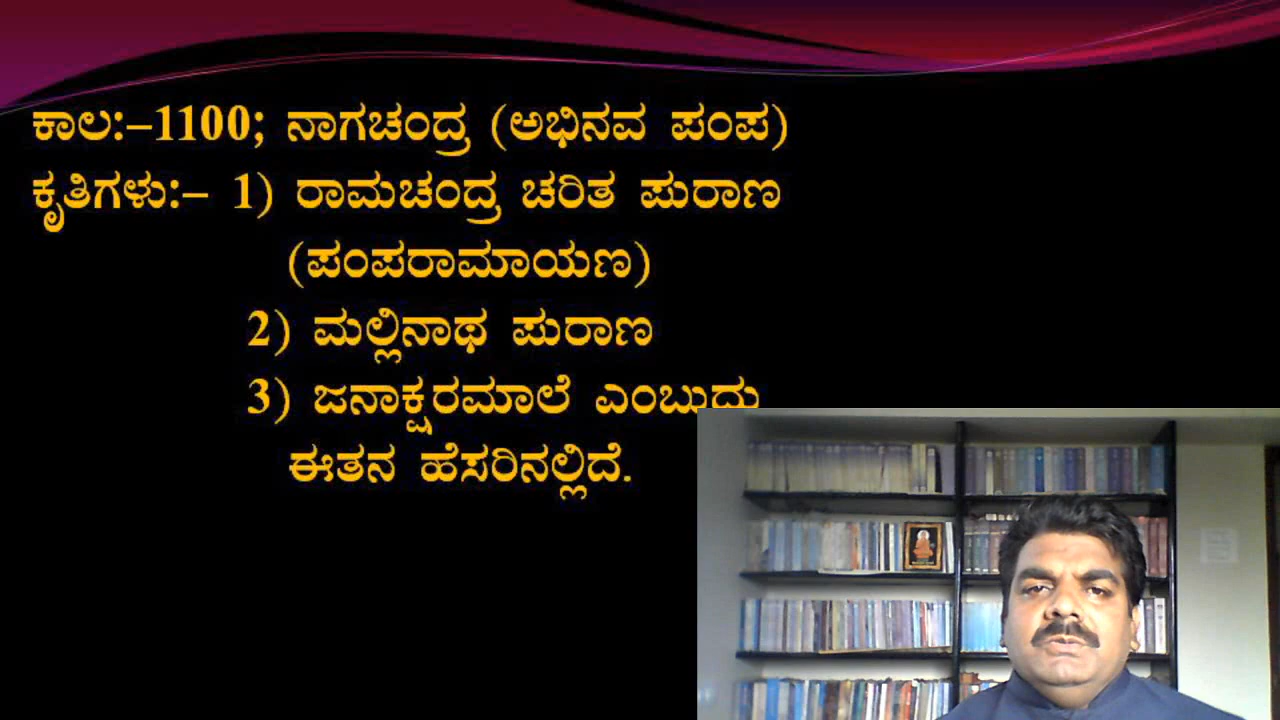 ಕಾಲ:–1100; ನಾಗಚಂದ್ರ (ಅಭಿನವ ಪಂಪ)
ಕೃತಿಗಳು:– 1) ರಾಮಚಂದ್ರ ಚರಿತ ಪುರಾಣ
(ಪಂಪರಾಮಾಯಣ)
2) ಮಲ್ಲಿನಾಥ ಪುರಾಣ
3) ಜನಾಕ್ಷರಮಾಲೆ ಎಂಬುದು
ಈತನ ಹೆಸರಿನಲ್ಲಿದೆ.